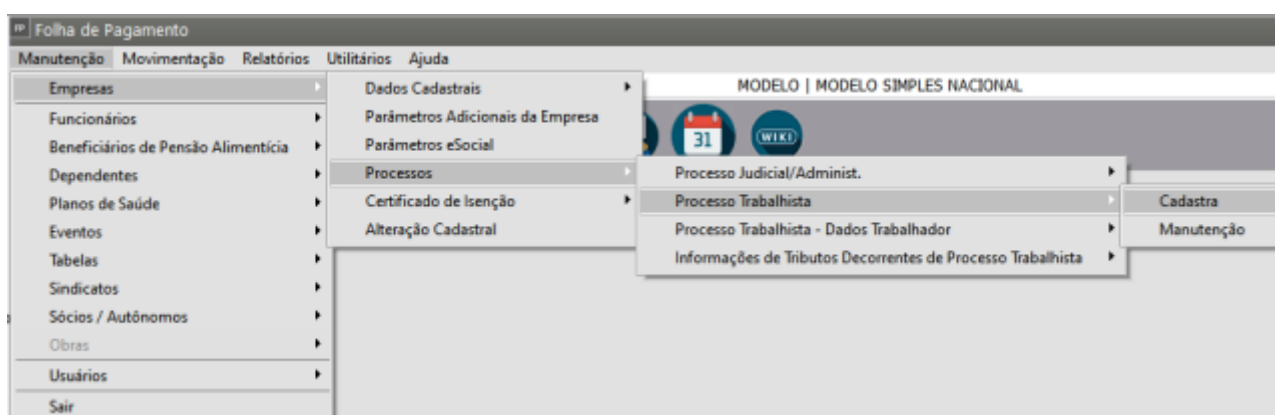 FP Folha de Pagamento
Manutenção Movimentação Relatórios Utilitários Ajuda
MODELO | MODELO SIMPLES NACIONAL
31 WIKI
Empresas
Funcionários
Beneficiários de Pensão Alimentícia
Dependentes
Planos de Saúde
Eventos
Tabelas
Sindicatos
Sócios / Autônomos
Obras
Usuários
Sair
Dados Cadastrais
Parâmetros Adicionais da Empresa
Parâmetros eSocial
Processos
Certificado de Isenção
Alteração Cadastral
Processo Judicial/Administ.
Processo Trabalhista
Processo Trabalhista - Dados Trabalhador
Informações de Tributos Decorrentes de Processo Trabalhista
Cadastra
Manutenção